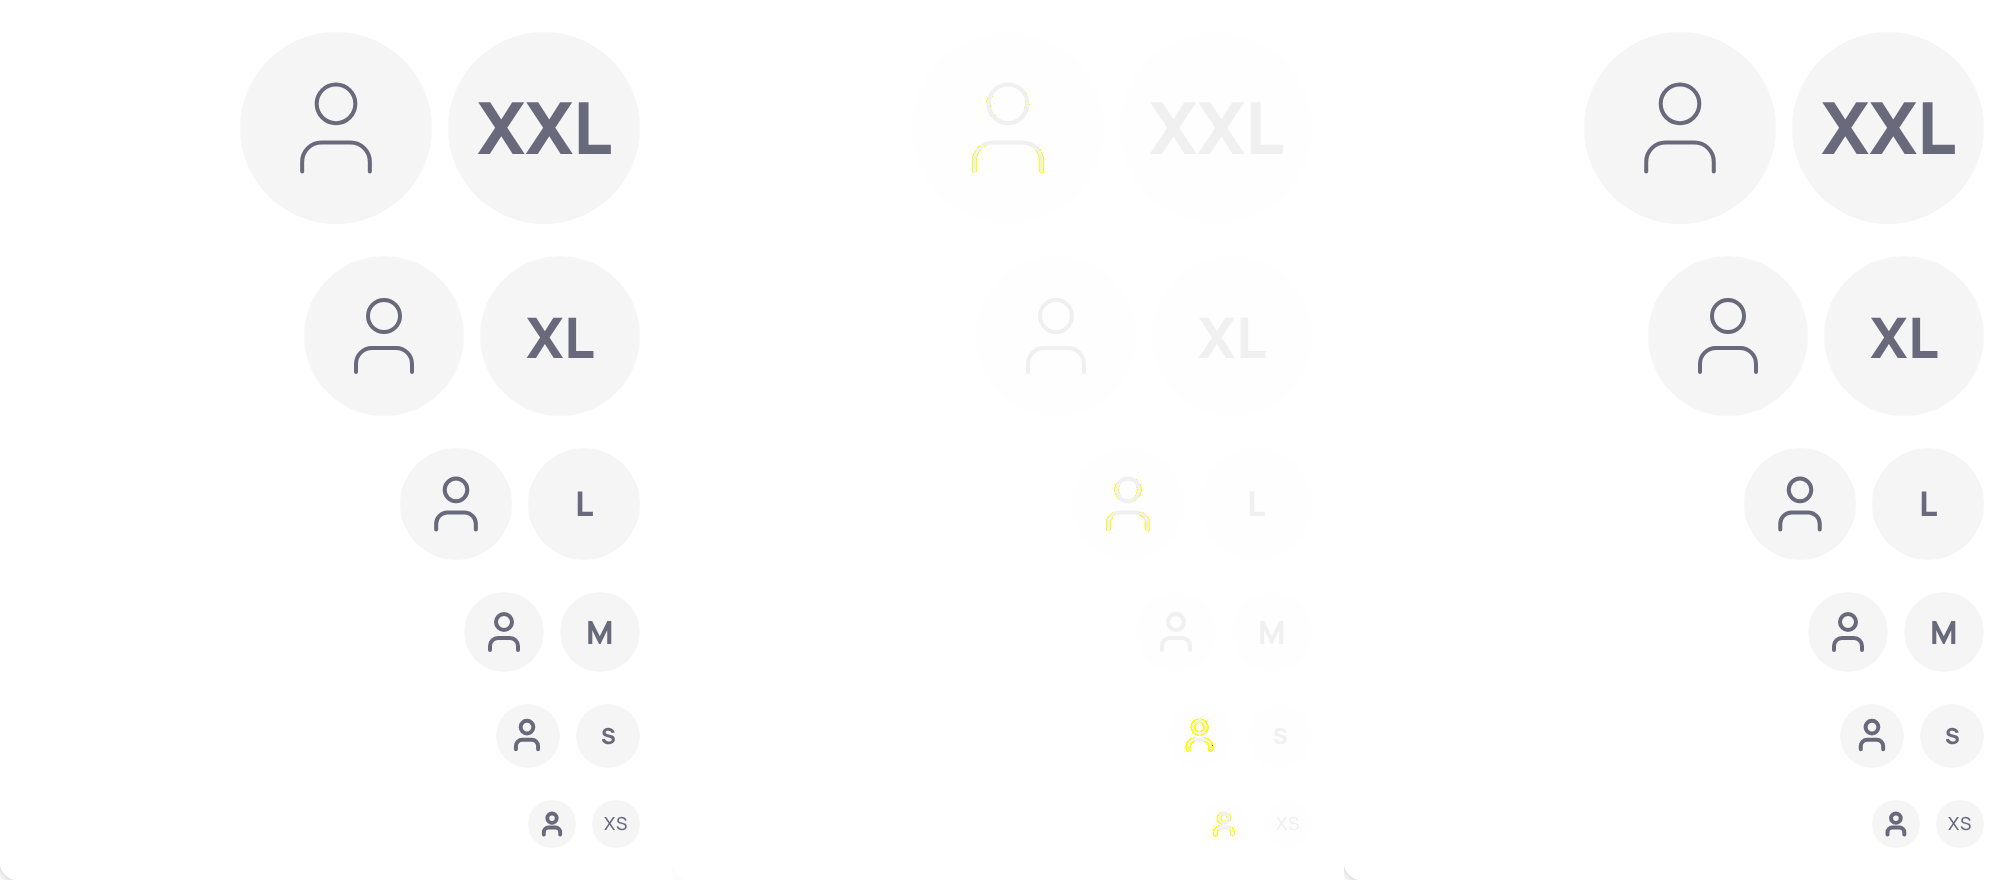 XXL XXL XXL
XL XL XL
L L L
M M M
S S S
XS XS XS